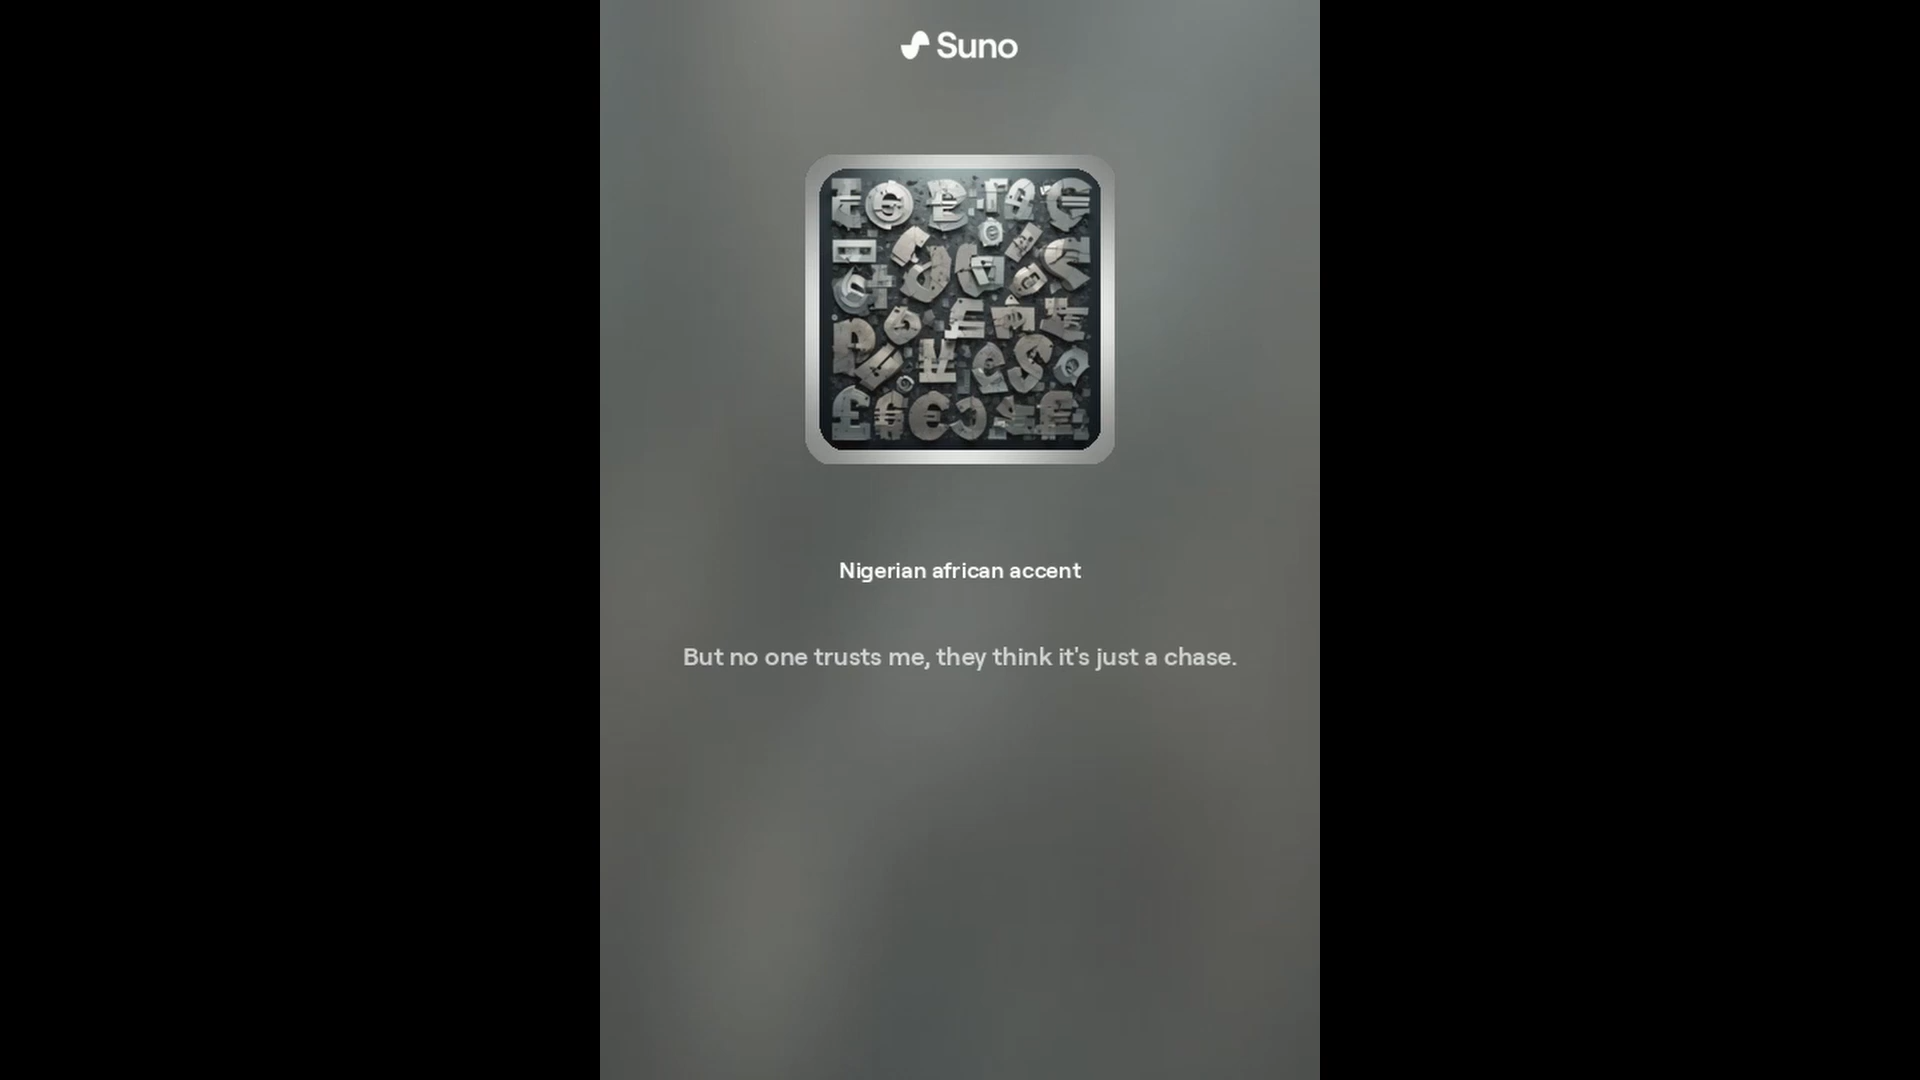 Suno
Nigerian african accent
But no one trusts me, they think it's just a chase.